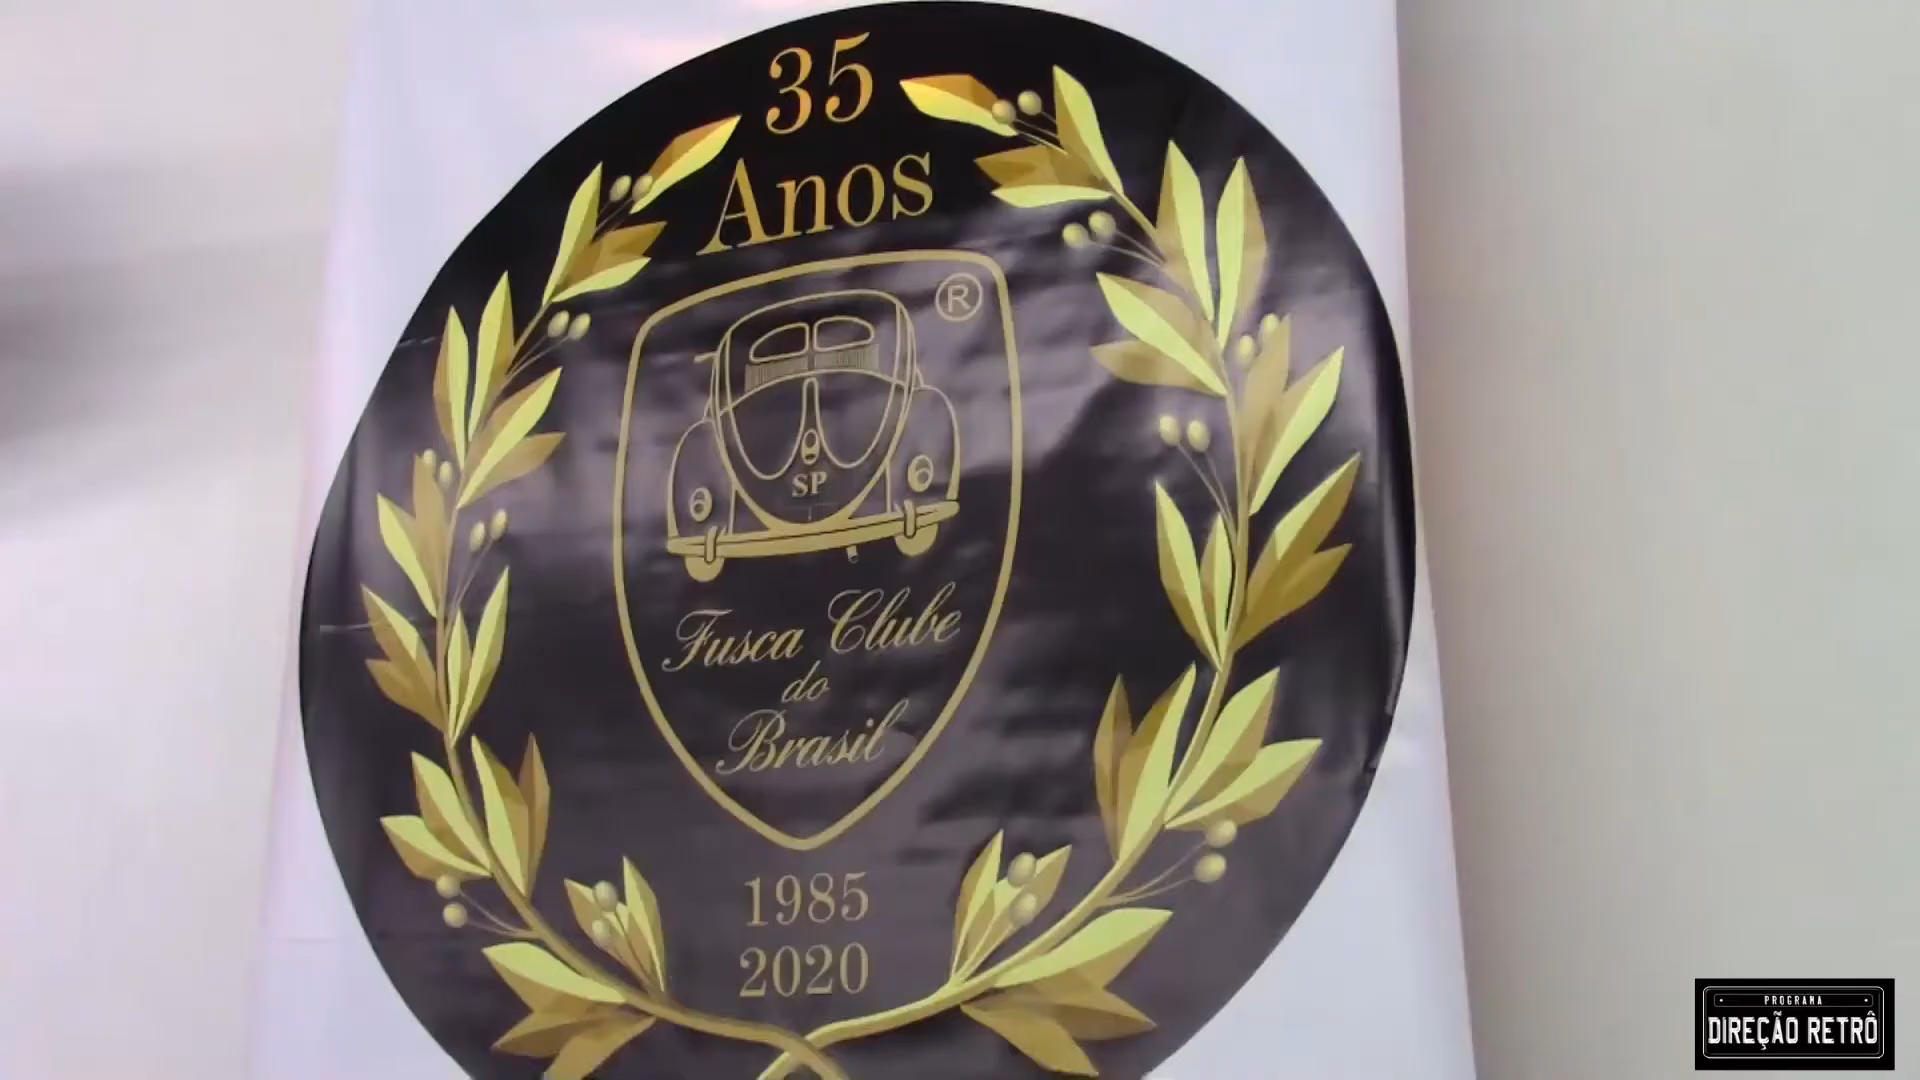 35
Anos
®
SP
Fusca Clube
do
Brasil
1985
2020
PROGRAMA
DIREÇÃO RETRÔ